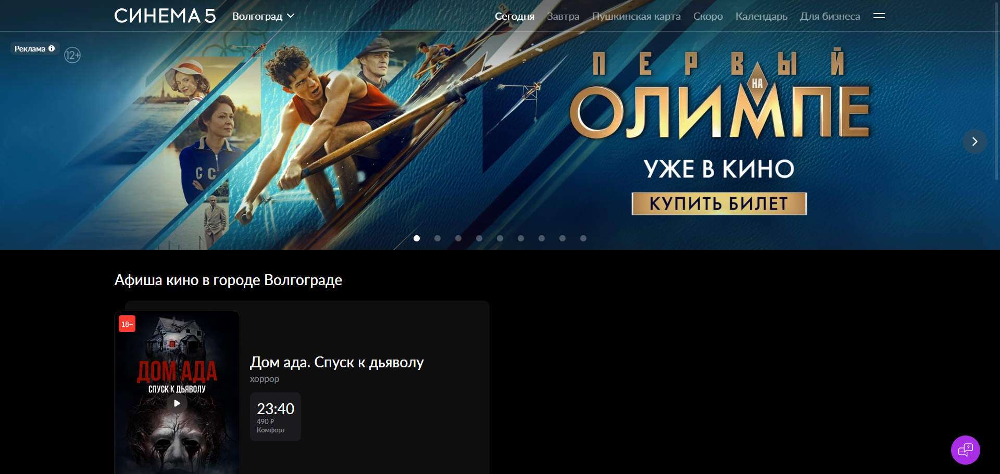 СИНЕМА 5
Волгоград
Сегодня
Завтра
Пушкинская карта
Скоро
Календарь
Для бизнеса
Реклама
12+
ПЕРВЫЙ
НА
ОЛИМПЕ
УЖЕ В КИНО
КУПИТЬ БИЛЕТ
С С
Афиша кино в городе Волгограде
18+
ДОМ АДА
СПУСК К ДЬЯВОЛУ
Дом ада. Спуск к дьяволу
хоррор
23:40
490 ₽
Комфорт